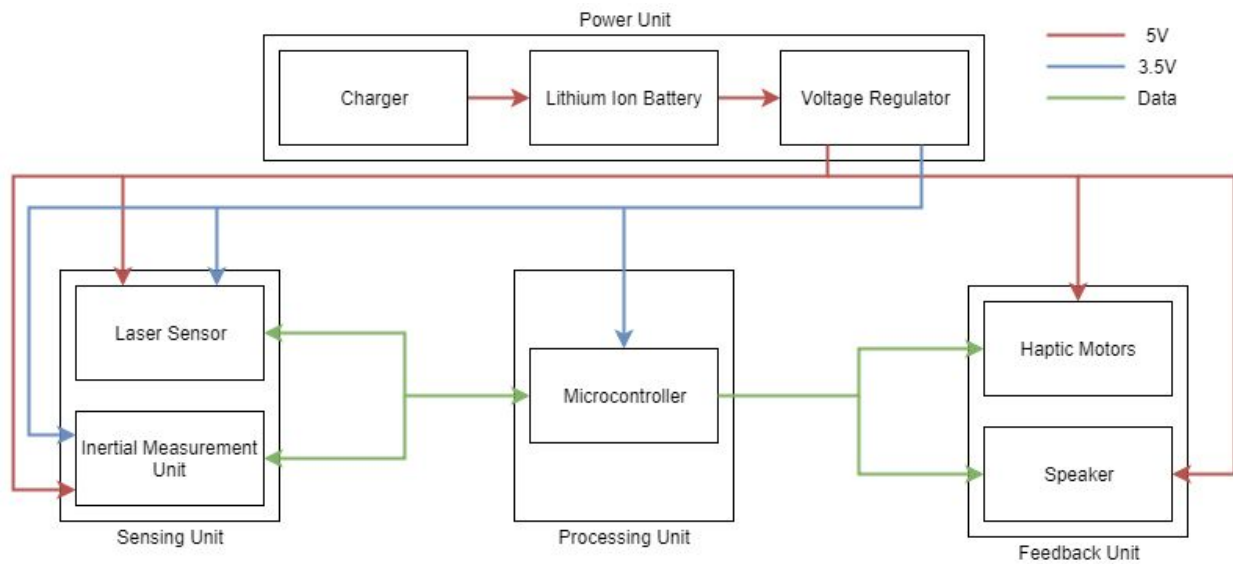 Power Unit
5V
3.5V
Data
Charger
Lithium Ion Battery
Voltage Regulator
Laser Sensor
Inertial Measurement
Unit
Sensing Unit
Microcontroller
Processing Unit
Haptic Motors
Speaker
Feedback Unit